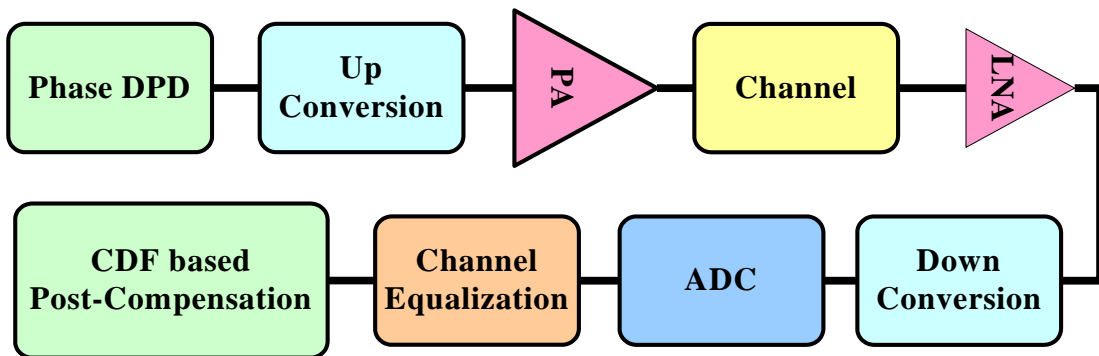 Phase DPD
Up
Conversion
PA
Channel
LNA
CDF based
Post-Compensation
Channel
Equalization
ADC
Down
Conversion